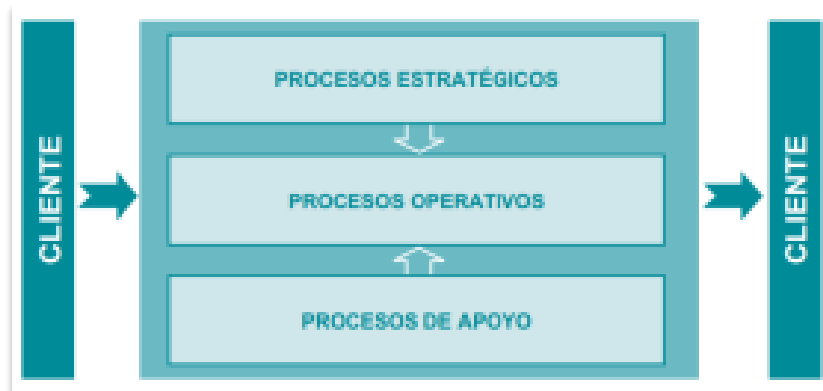 CLIENTE
PROCESOS ESTRATÉGICOS
PROCESOS OPERATIVOS
PROCESOS DE APOYO
CLIENTE